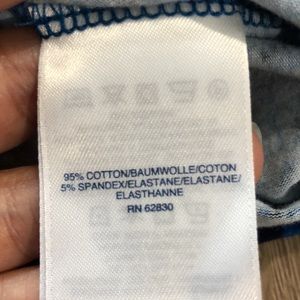 95% COTTON/BAUMWOLLE/COTON
5% SPANDEX/ELASTANE/ELASTANE/
ELASTHANNE
RN 62830